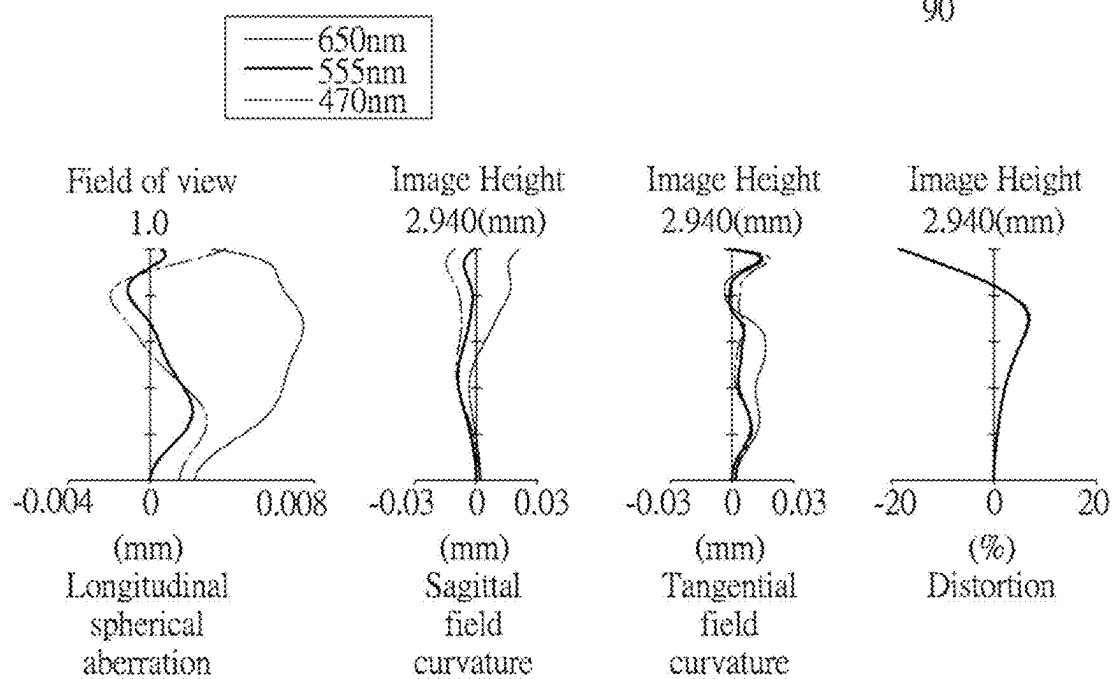 90
650nm
555nm
470nm
Field of view
1.0
Image Height
2.940(mm)
Image Height
2.940(mm)
Image Height
2.940(mm)
-0.004 0 0.008
-0.03 0 0.03
-0.03 0 0.03
-20 0 20
(mm)
Longitudinal
spherical
aberration
(mm)
Sagittal
field
curvature
(mm)
Tangential
field
curvature
(%)
Distortion